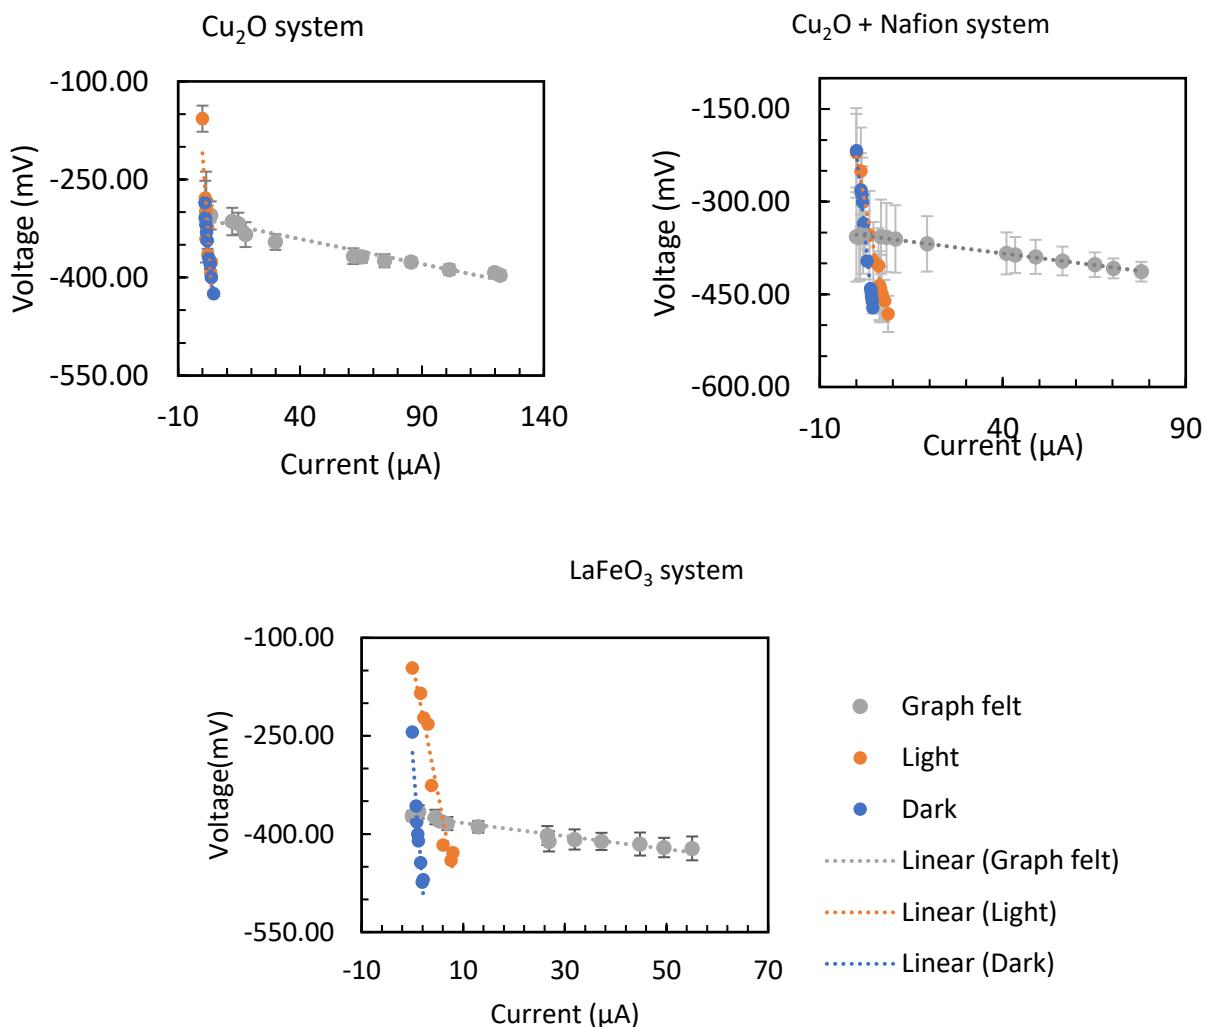 Cu₂O system
-100.00
-250.00
-400.00
-550.00
-10
40
90
140
Voltage (mV)
Current (µA)
Cu₂O + Nafion system
-150.00
-300.00
-450.00
-600.00
-10
40
90
Voltage (mV)
Current (µA)
LaFeO₃ system
-100.00
-250.00
-400.00
-550.00
-10
10
30
50
70
Voltage(mV)
Current (µA)
Graph felt
Light
Dark
Linear (Graph felt)
Linear (Light)
Linear (Dark)